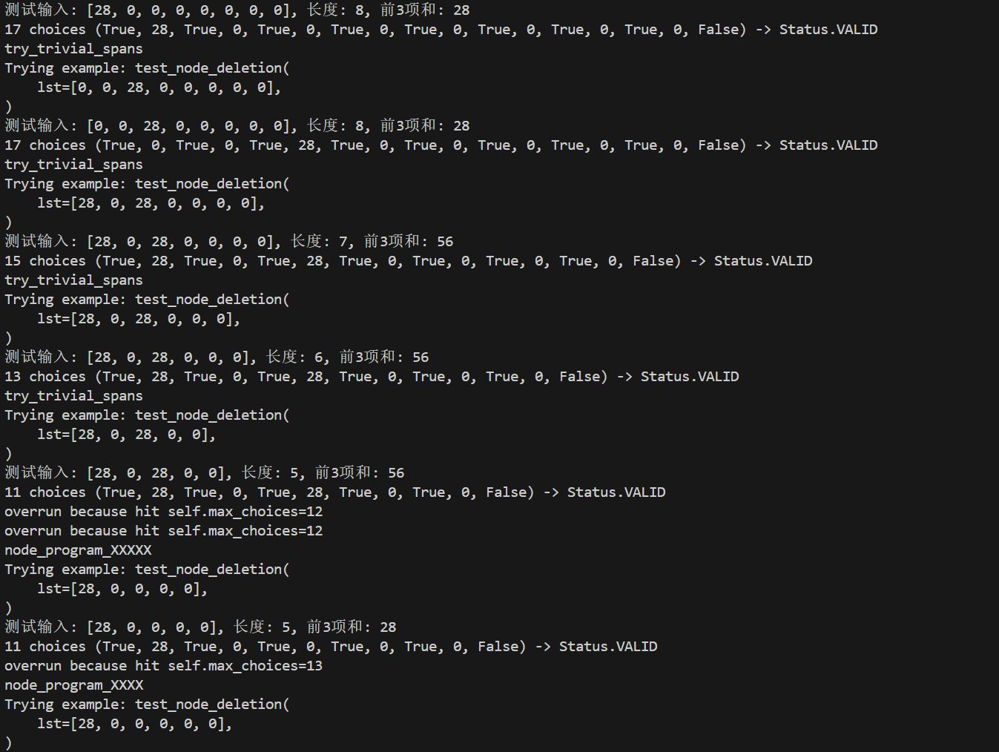 测试输入: [28, 0, 0, 0, 0, 0, 0, 0], 长度: 8, 前3项和: 28
17 choices (True, 28, True, 0, True, 0, True, 0, True, 0, True, 0, True, 0, True, 0, False) -> Status.VALID
try_trivial_spans
Trying example: test_node_deletion(
    lst=[0, 0, 28, 0, 0, 0, 0, 0],
)
测试输入: [0, 0, 28, 0, 0, 0, 0, 0], 长度: 8, 前3项和: 28
17 choices (True, 0, True, 0, True, 28, True, 0, True, 0, True, 0, True, 0, True, 0, False) -> Status.VALID
try_trivial_spans
Trying example: test_node_deletion(
    lst=[28, 0, 28, 0, 0, 0, 0],
)
测试输入: [28, 0, 28, 0, 0, 0, 0], 长度: 7, 前3项和: 56
15 choices (True, 28, True, 0, True, 28, True, 0, True, 0, True, 0, True, 0, False) -> Status.VALID
try_trivial_spans
Trying example: test_node_deletion(
    lst=[28, 0, 28, 0, 0, 0],
)
测试输入: [28, 0, 28, 0, 0, 0], 长度: 6, 前3项和: 56
13 choices (True, 28, True, 0, True, 28, True, 0, True, 0, True, 0, False) -> Status.VALID
try_trivial_spans
Trying example: test_node_deletion(
    lst=[28, 0, 28, 0, 0],
)
测试输入: [28, 0, 28, 0, 0], 长度: 5, 前3项和: 56
11 choices (True, 28, True, 0, True, 28, True, 0, True, 0, False) -> Status.VALID
overrun because hit self.max_choices=12
overrun because hit self.max_choices=12
node_program_XXXXX
Trying example: test_node_deletion(
    lst=[28, 0, 0, 0, 0],
)
测试输入: [28, 0, 0, 0, 0], 长度: 5, 前3项和: 28
11 choices (True, 28, True, 0, True, 0, True, 0, True, 0, False) -> Status.VALID
overrun because hit self.max_choices=13
node_program_XXXX
Trying example: test_node_deletion(
    lst=[28, 0, 0, 0, 0, 0],
)